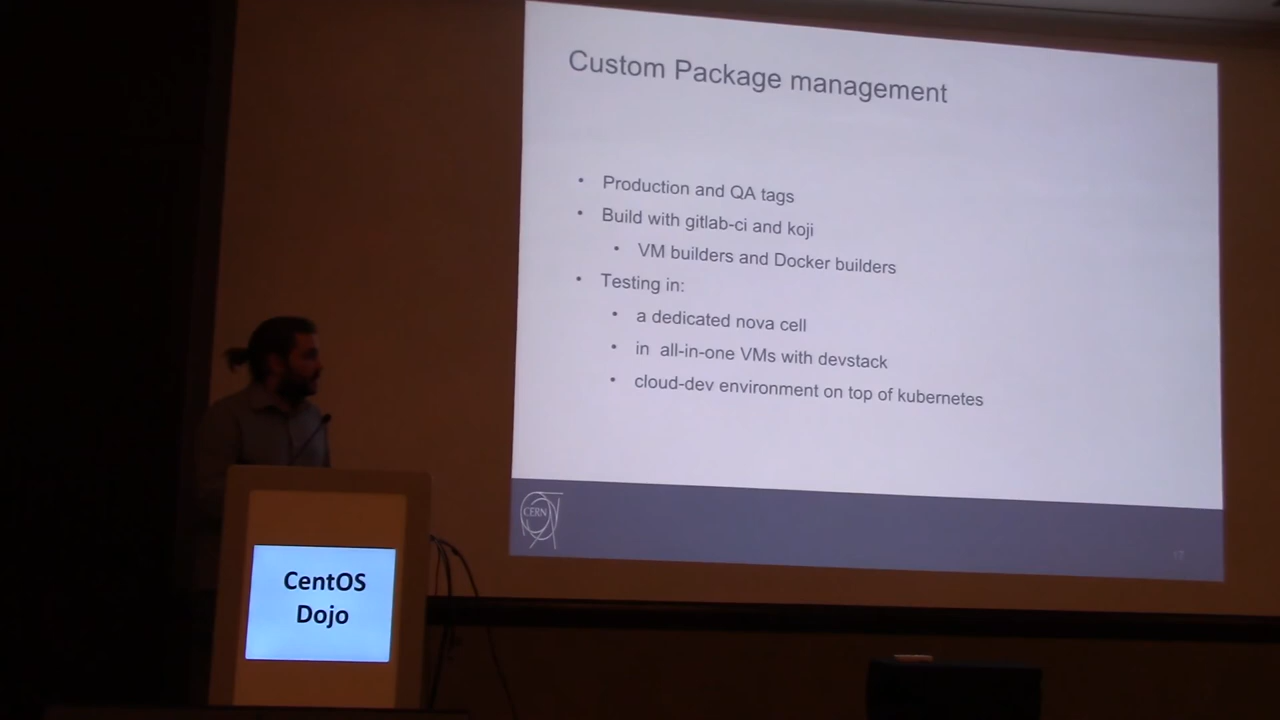 Custom Package management
• Production and QA tags
• Build with gitlab-ci and koji
• VM builders and Docker builders
• Testing in:
• a dedicated nova cell
• in all-in-one VMs with devstack
• cloud-dev environment on top of kubernetes
CERN
17
CentOS
Dojo